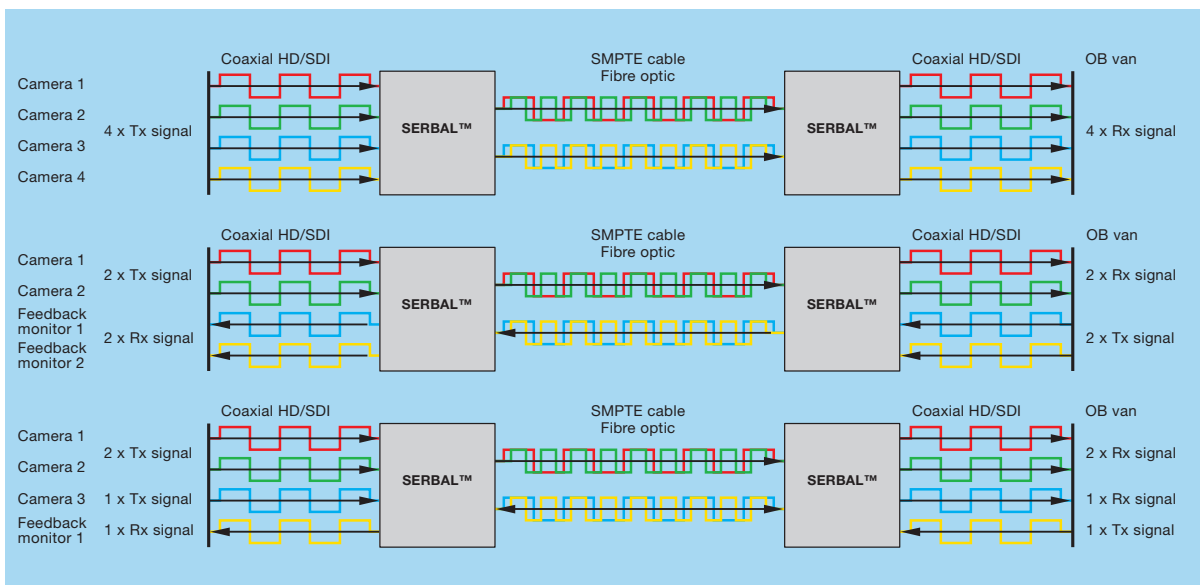 Coaxial HD/SDI
SMPTE cable
Fibre optic
Coaxial HD/SDI
OB van
Camera 1
Camera 2
4 x Tx signal
Camera 3
Camera 4
SERBAL™
SERBAL™
4 x Rx signal
Coaxial HD/SDI
SMPTE cable
Fibre optic
Coaxial HD/SDI
OB van
Camera 1
2 x Tx signal
Camera 2
Feedback
monitor 1
2 x Rx signal
Feedback
monitor 2
SERBAL™
SERBAL™
2 x Rx signal
2 x Tx signal
Coaxial HD/SDI
SMPTE cable
Fibre optic
Coaxial HD/SDI
OB van
Camera 1
2 x Tx signal
Camera 2
Camera 3
1 x Tx signal
Feedback
monitor 1
1 x Rx signal
SERBAL™
SERBAL™
2 x Rx signal
1 x Rx signal
1 x Tx signal